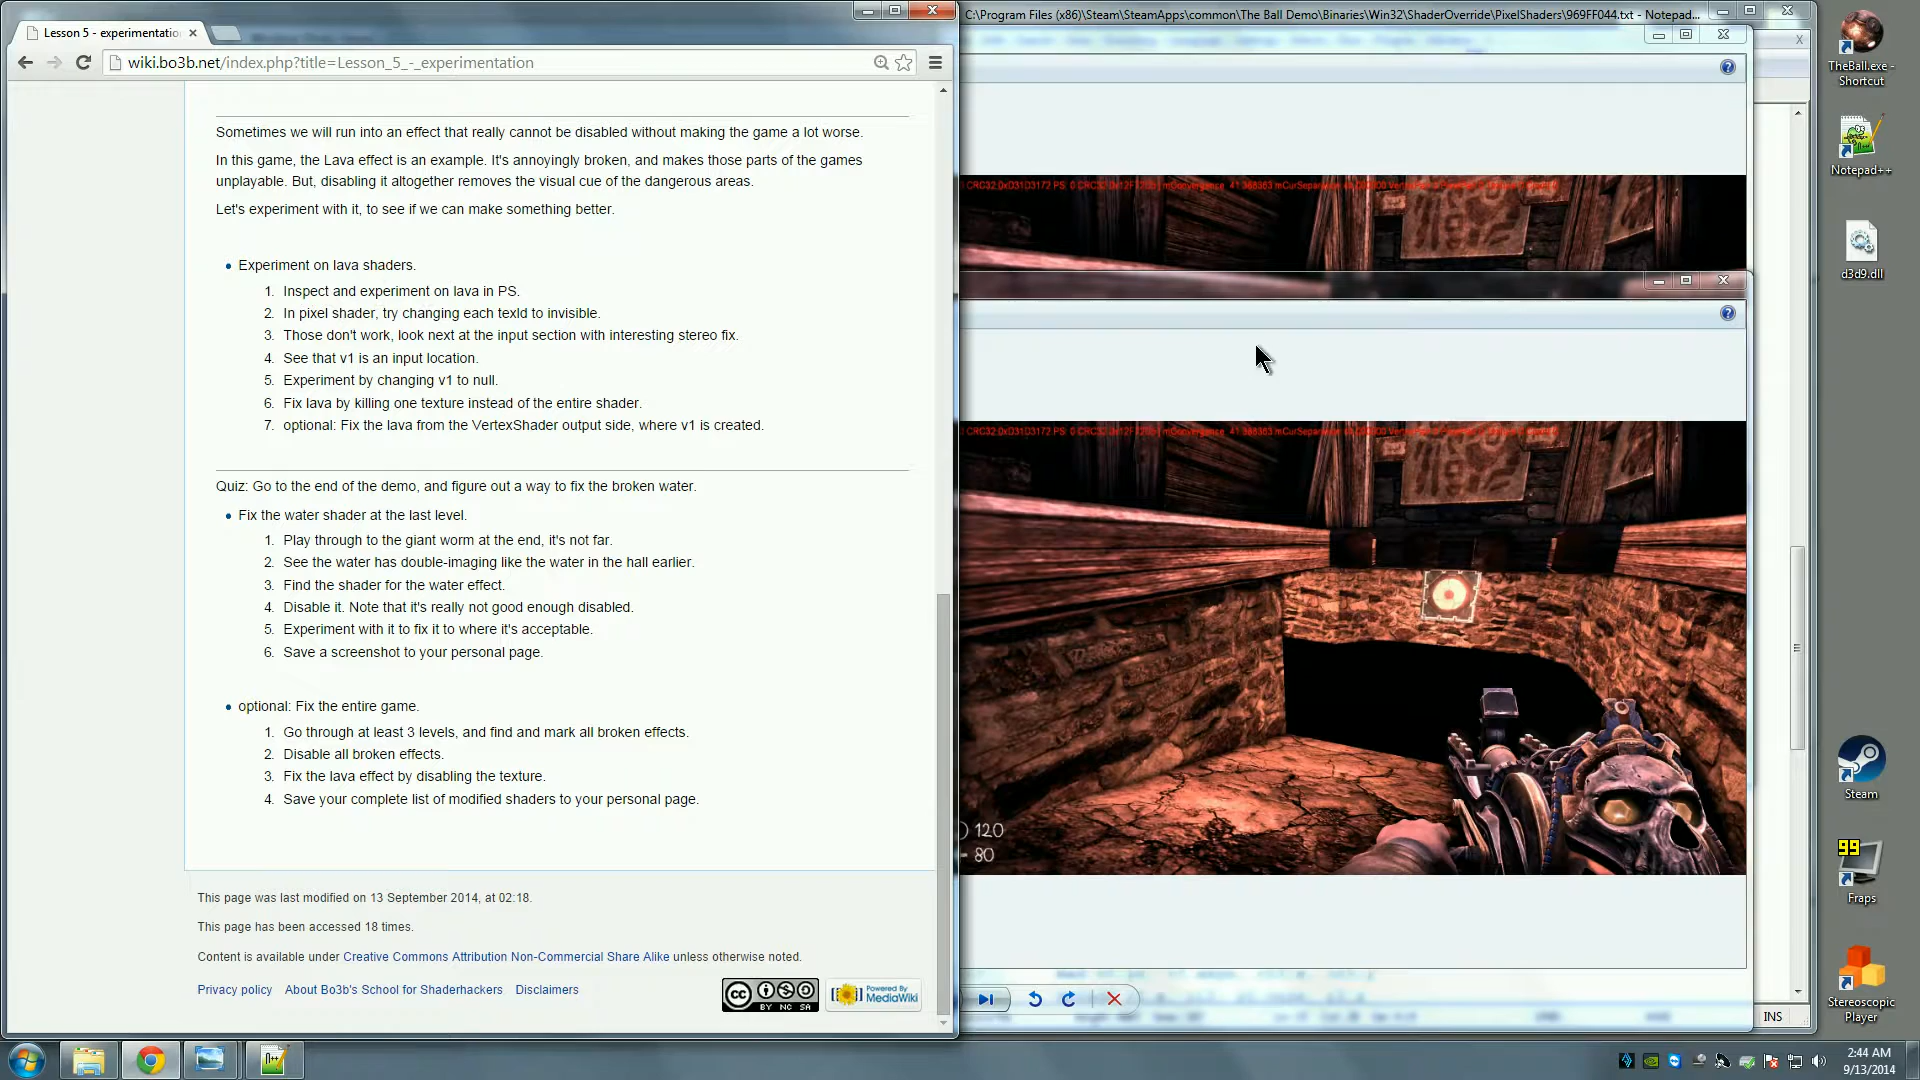 Lesson 5 - experimentatio
wiki.bo3b.net/index.php?title=Lesson_5_-_experimentation
Sometimes we will run into an effect that really cannot be disabled without making the game a lot worse.
In this game, the Lava effect is an example. It's annoyingly broken, and makes those parts of the games
unplayable. But, disabling it altogether removes the visual cue of the dangerous areas.
Let's experiment with it, to see if we can make something better.
• Experiment on lava shaders.
1. Inspect and experiment on lava in PS.
2. In pixel shader, try changing each texld to invisible.
3. Those don't work, look next at the input section with interesting stereo fix.
4. See that v1 is an input location.
5. Experiment by changing v1 to null.
6. Fix lava by killing one texture instead of the entire shader.
7. optional: Fix the lava from the VertexShader output side, where v1 is created.
Quiz: Go to the end of the demo, and figure out a way to fix the broken water.
• Fix the water shader at the last level.
1. Play through to the giant worm at the end, it's not far.
2. See the water has double-imaging like the water in the hall earlier.
3. Find the shader for the water effect.
4. Disable it. Note that it's really not good enough disabled.
5. Experiment with it to fix it to where it's acceptable.
6. Save a screenshot to your personal page.
• optional: Fix the entire game.
1. Go through at least 3 levels, and find and mark all broken effects.
2. Disable all broken effects.
3. Fix the lava effect by disabling the texture.
4. Save your complete list of modified shaders to your personal page.
This page was last modified on 13 September 2014, at 02:18.
This page has been accessed 18 times.
Content is available under Creative Commons Attribution Non-Commercial Share Alike unless otherwise noted.
Privacy policy About Bo3b's School for Shaderhackers Disclaimers
cc BY NC SA
Powered By MediaWiki
C:\Program Files (x86)\Steam\SteamApps\common\The Ball Demo\Binaries\Win32\ShaderOverride\PixelShaders\969FF044.txt - Notepad...
120
80
INS
TheBall.exe -
Shortcut
Notepad++
d3d9.dll
Steam
99
Fraps
Stereoscopic
Player
2:44 AM
9/13/2014